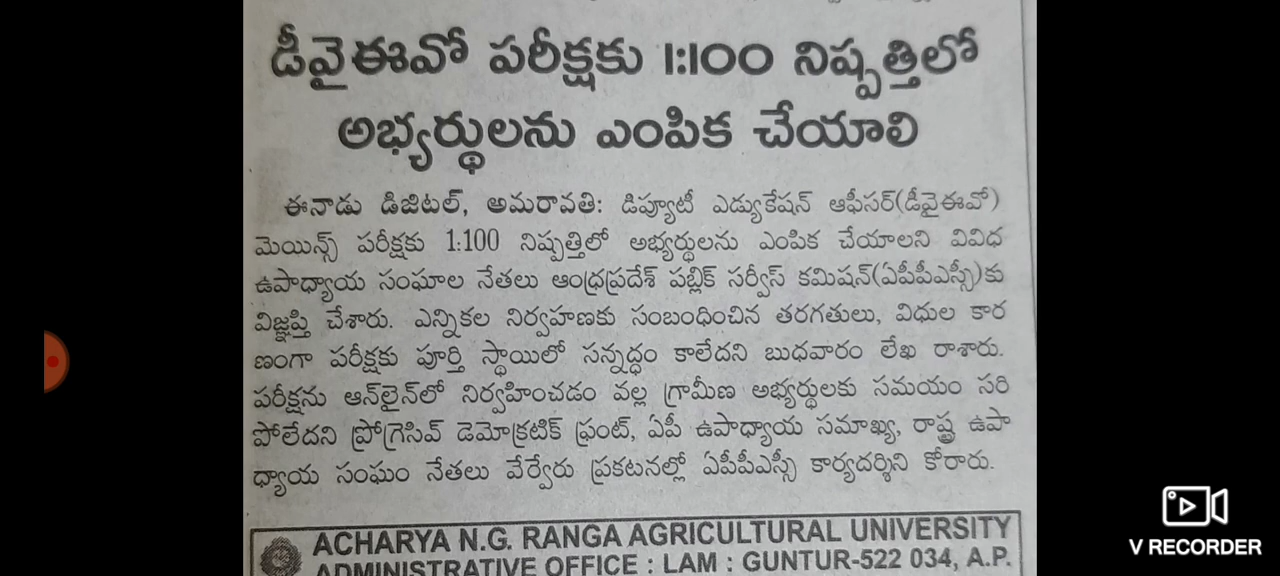 డీవైఈవో పరీక్షకు 1:100 నిష్పత్తిలో
అభ్యర్థులను ఎంపిక చేయాలి
ఈనాడు డిజిటల్, అమరావతి: డిప్యూటీ ఎడ్యుకేషన్ ఆఫీసర్(డీవైఈవో)
మెయిన్స్ పరీక్షకు 1:100 నిష్పత్తిలో అభ్యర్థులను ఎంపిక చేయాలని వివిధ
ఉపాధ్యాయ సంఘాల నేతలు ఆంధ్రప్రదేశ్ పబ్లిక్ సర్వీస్ కమిషన్(ఏపీపీఎస్సీ)కు
విజ్ఞప్తి చేశారు. ఎన్నికల నిర్వహణకు సంబంధించిన తరగతులు, విధుల కార
ణంగా పరీక్షకు పూర్తి స్థాయిలో సన్నద్ధం కాలేదని బుధవారం లేఖ రాశారు.
పరీక్షను ఆన్‌లైన్‌లో నిర్వహించడం వల్ల గ్రామీణ అభ్యర్థులకు సమయం సరి
పోలేదని ప్రోగ్రెసివ్ డెమోక్రటిక్ ఫ్రంట్, ఏపీ ఉపాధ్యాయ సమాఖ్య, రాష్ట్ర ఉపా
ధ్యాయ సంఘం నేతలు వేర్వేరు ప్రకటనల్లో ఏపీపీఎస్సీ కార్యదర్శిని కోరారు.
ACHARYA N.G. RANGA AGRICULTURAL UNIVERSITY
ADMINISTRATIVE OFFICE : LAM : GUNTUR-522 034, A.P.
V RECORDER